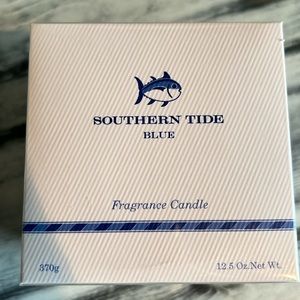 SOUTHERN TIDE
BLUE
Fragrance Candle
370g 12.5 Oz.Net Wt.